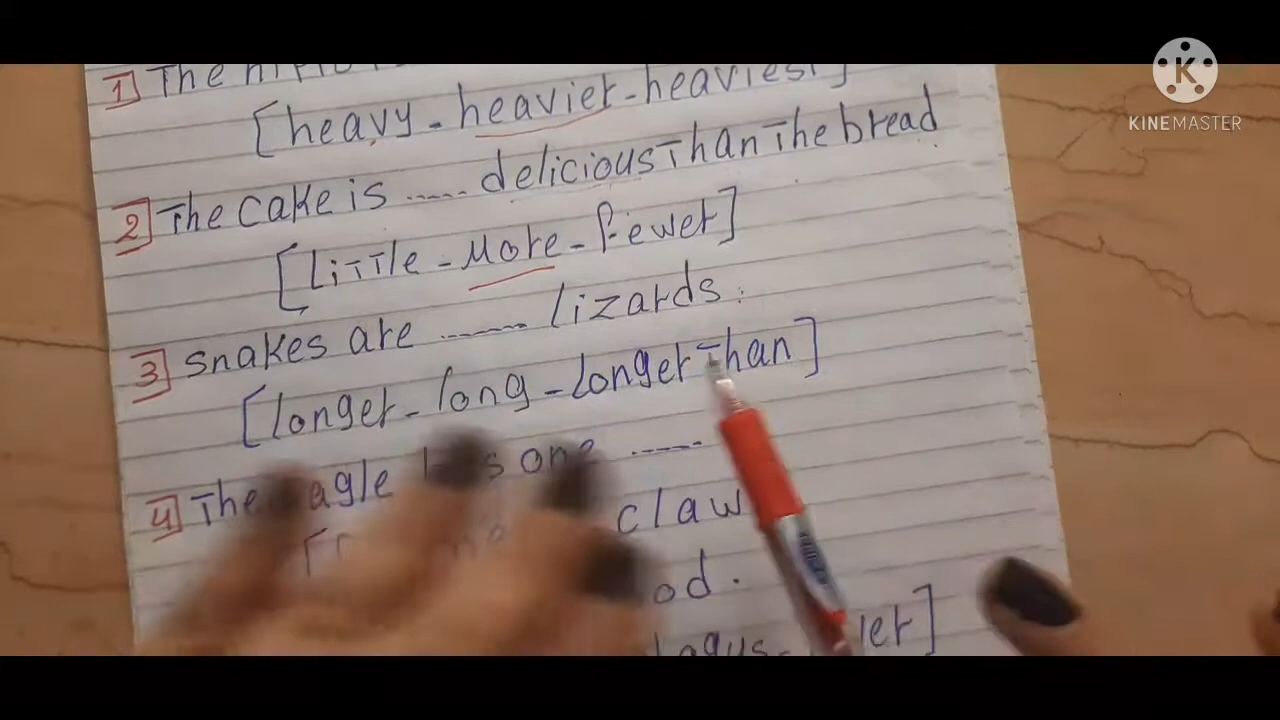 1 The
[heavy - heavier - heaviest]
2 The cake is ...... delicious than the bread
[Little - More - fewer]
3 snakes are ........ lizards.
[longer - long - longer than]
4 The one .......
claw
KINEMASTER